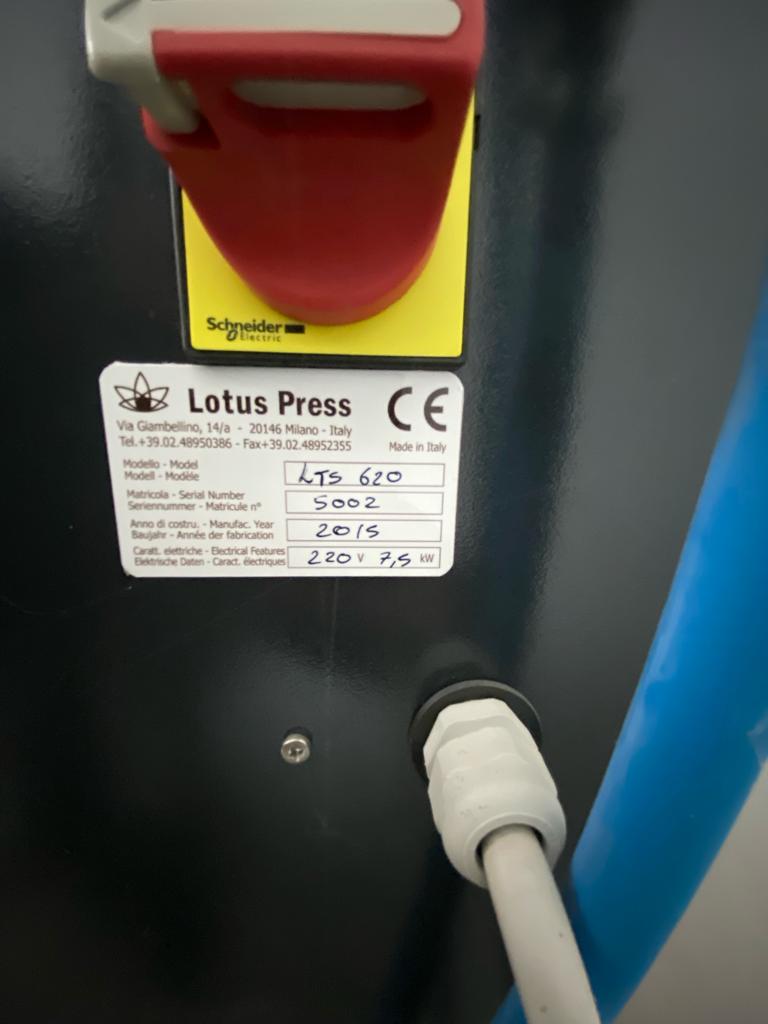 Schneider
Electric
Lotus Press
CE
Via Giambellino, 14/a - 20146 Milano - Italy
Tel.+39.02.48950386 - Fax+39.02.48952355
Made in Italy
Modello - Model
Modell - Modèle
LTS 620
Matricola - Serial Number
Seriennummer - Matricule n°
5002
Anno di costru. - Manufac. Year
Baujahr - Année der fabrication
2015
Caratt. elettriche - Electrical Features
Elektrische Daten - Caract. électriques
220 V 7,5 kW